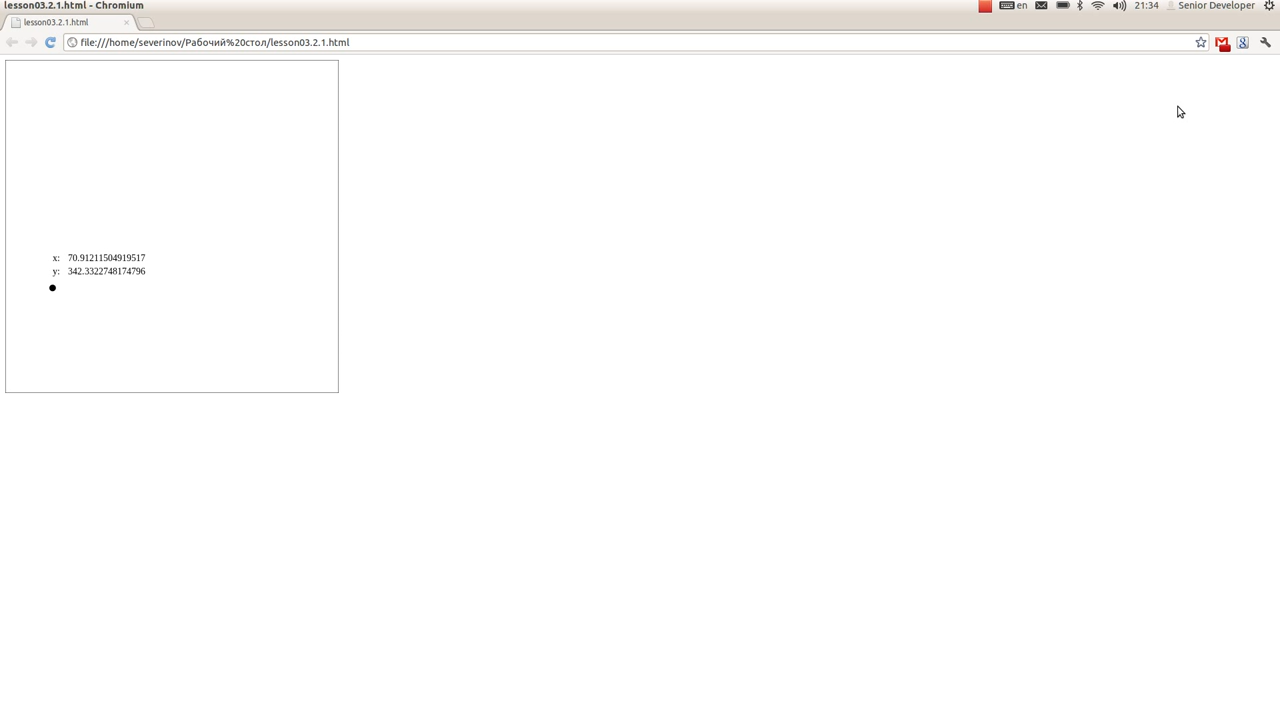 lesson03.2.1.html - Chromium
en
21:34
Senior Developer
lesson03.2.1.html
file:///home/severinov/Рабочий%20стол/lesson03.2.1.html
x: 70.91211504919517
y: 342.3322748174796